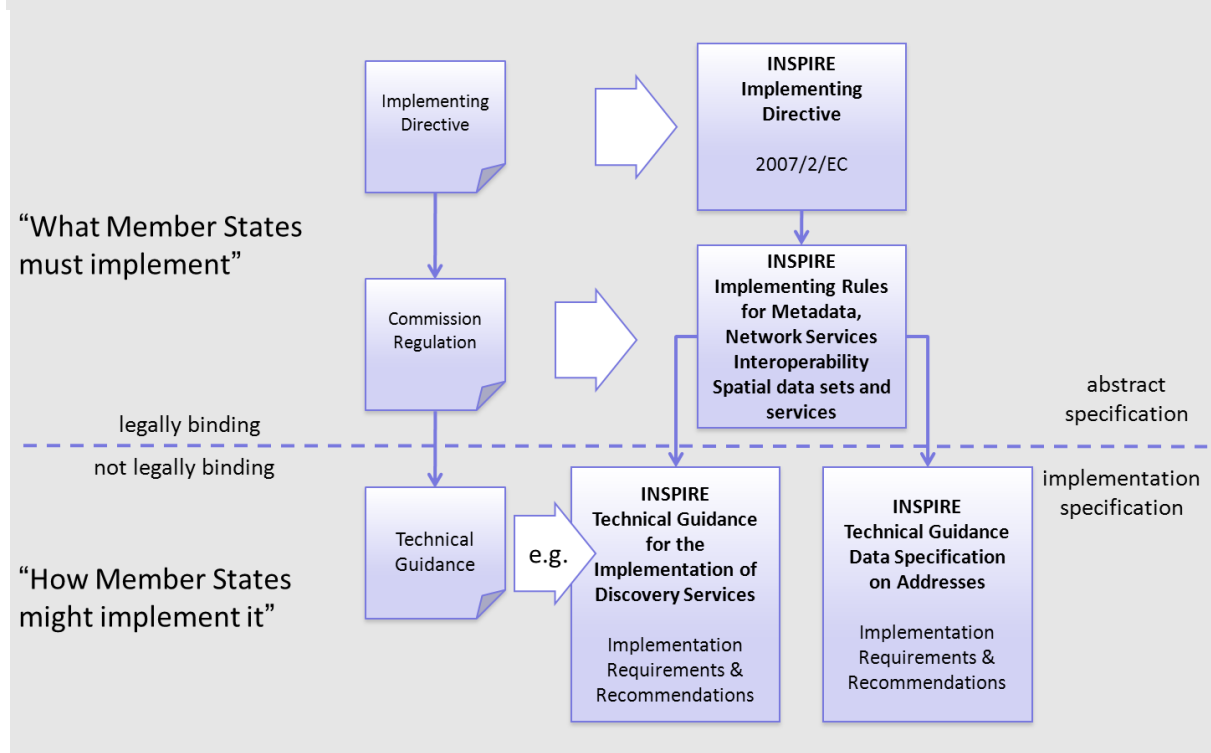 Implementing
Directive
INSPIRE
Implementing
Directive
2007/2/EC
“What Member States
must implement”
Commission
Regulation
INSPIRE
Implementing Rules
for Metadata,
Network Services
Interoperability
Spatial data sets and
services
abstract
specification
legally binding
not legally binding
implementation
specification
Technical
Guidance
e.g.
INSPIRE
Technical Guidance
for the
Implementation of
Discovery Services
Implementation
Requirements &
Recommendations
INSPIRE
Technical Guidance
Data Specification
on Addresses
Implementation
Requirements &
Recommendations
“How Member States
might implement it”